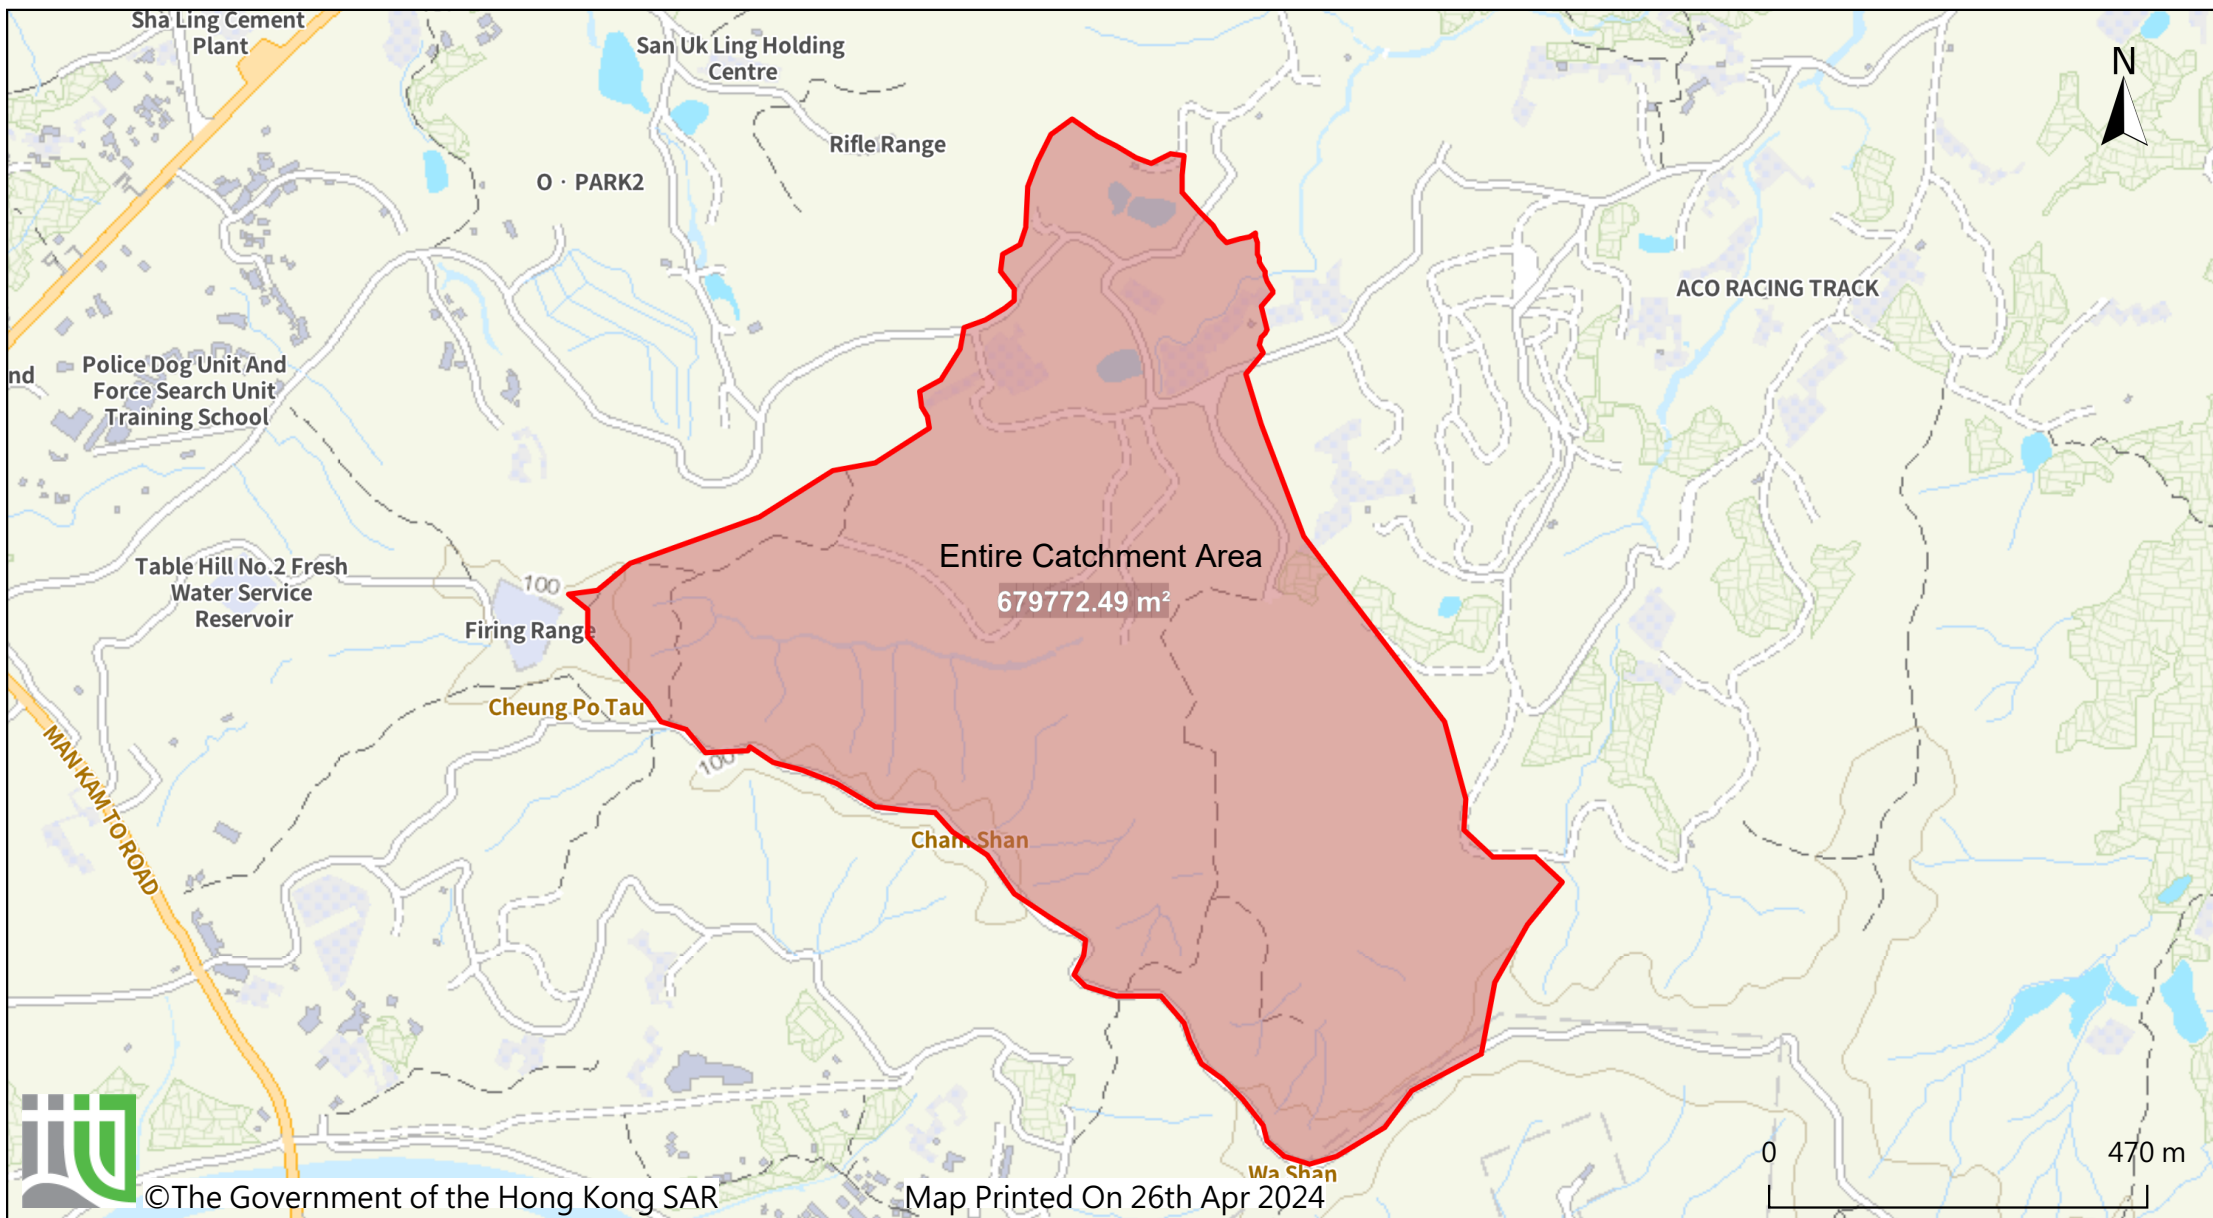 Sha Ling Cement
Plant
San Uk Ling Holding
Centre
N
Rifle Range
O · PARK2
ACO RACING TRACK
nd
Police Dog Unit And
Force Search Unit
Training School
Entire Catchment Area
679772.49 m²
Table Hill No.2 Fresh
Water Service
Reservoir
100
Firing Range
Cheung Po Tau
100
MAN KAM TO ROAD
Cham Shan
Wa Shan
0 470 m
©The Government of the Hong Kong SAR
Map Printed On 26th Apr 2024